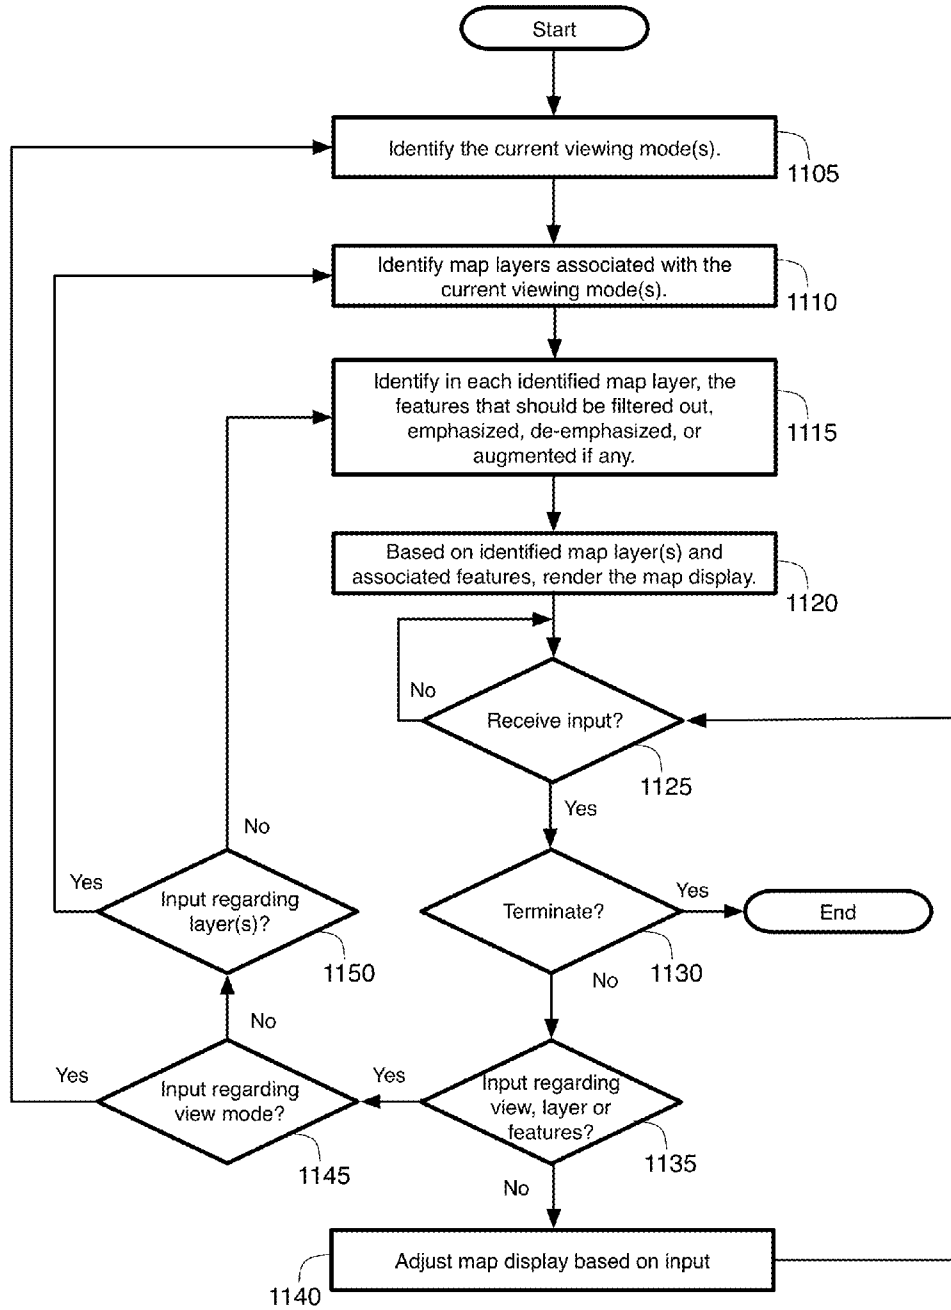 Start
Identify the current viewing mode(s).
1105
Identify map layers associated with the
current viewing mode(s).
1110
Identify in each identified map layer, the
features that should be filtered out,
emphasized, de-emphasized, or
augmented if any.
1115
Based on identified map layer(s) and
associated features, render the map display.
1120
No
Receive input?
1125
Yes
No
Yes
Input regarding
layer(s)?
1150
Terminate?
1130
Yes
End
No
No
Yes
Input regarding
view mode?
1145
Yes
Input regarding
view, layer or
features?
1135
No
Adjust map display based on input
1140